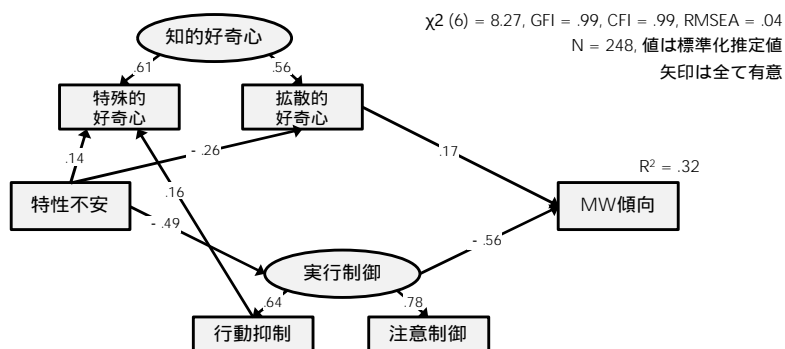 χ2 (6) = 8.27, GFI = .99, CFI = .99, RMSEA = .04
N = 248, 値は標準化推定値
矢印は全て有意
知的好奇心
.61
.56
特殊的
好奇心
拡散的
好奇心
.14
- .26
.17
R² = .32
特性不安
.16
MW傾向
- .49
- .56
実行制御
.64
.78
行動抑制
注意制御